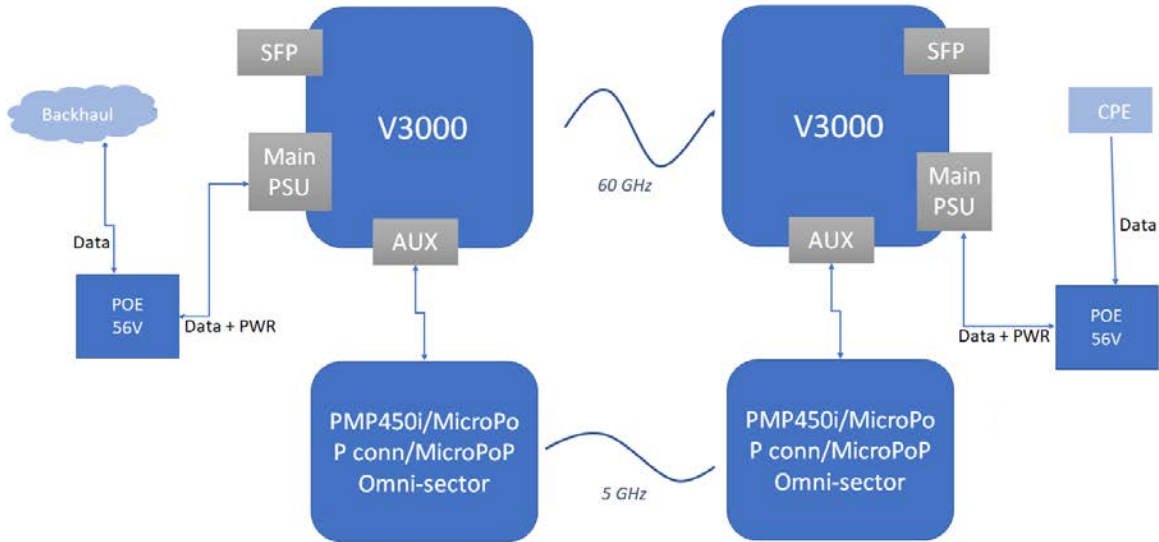 SFP
V3000
Backhaul
Main
PSU
AUX
Data
POE
56V
Data + PWR
60 GHz
SFP
V3000
CPE
Main
PSU
AUX
Data
Data + PWR
POE
56V
PMP450i/MicroPo
P conn/MicroPoP
Omni-sector
5 GHz
PMP450i/MicroPo
P conn/MicroPoP
Omni-sector